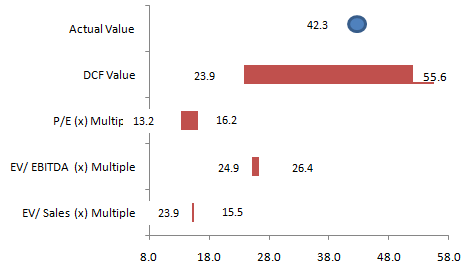 Actual Value 42.3
DCF Value 23.9 55.6
P/E (x) Multip 13.2 16.2
EV/ EBITDA (x) Multiple 24.9 26.4
EV/ Sales (x) Multiple 23.9 15.5
8.0 18.0 28.0 38.0 48.0 58.0